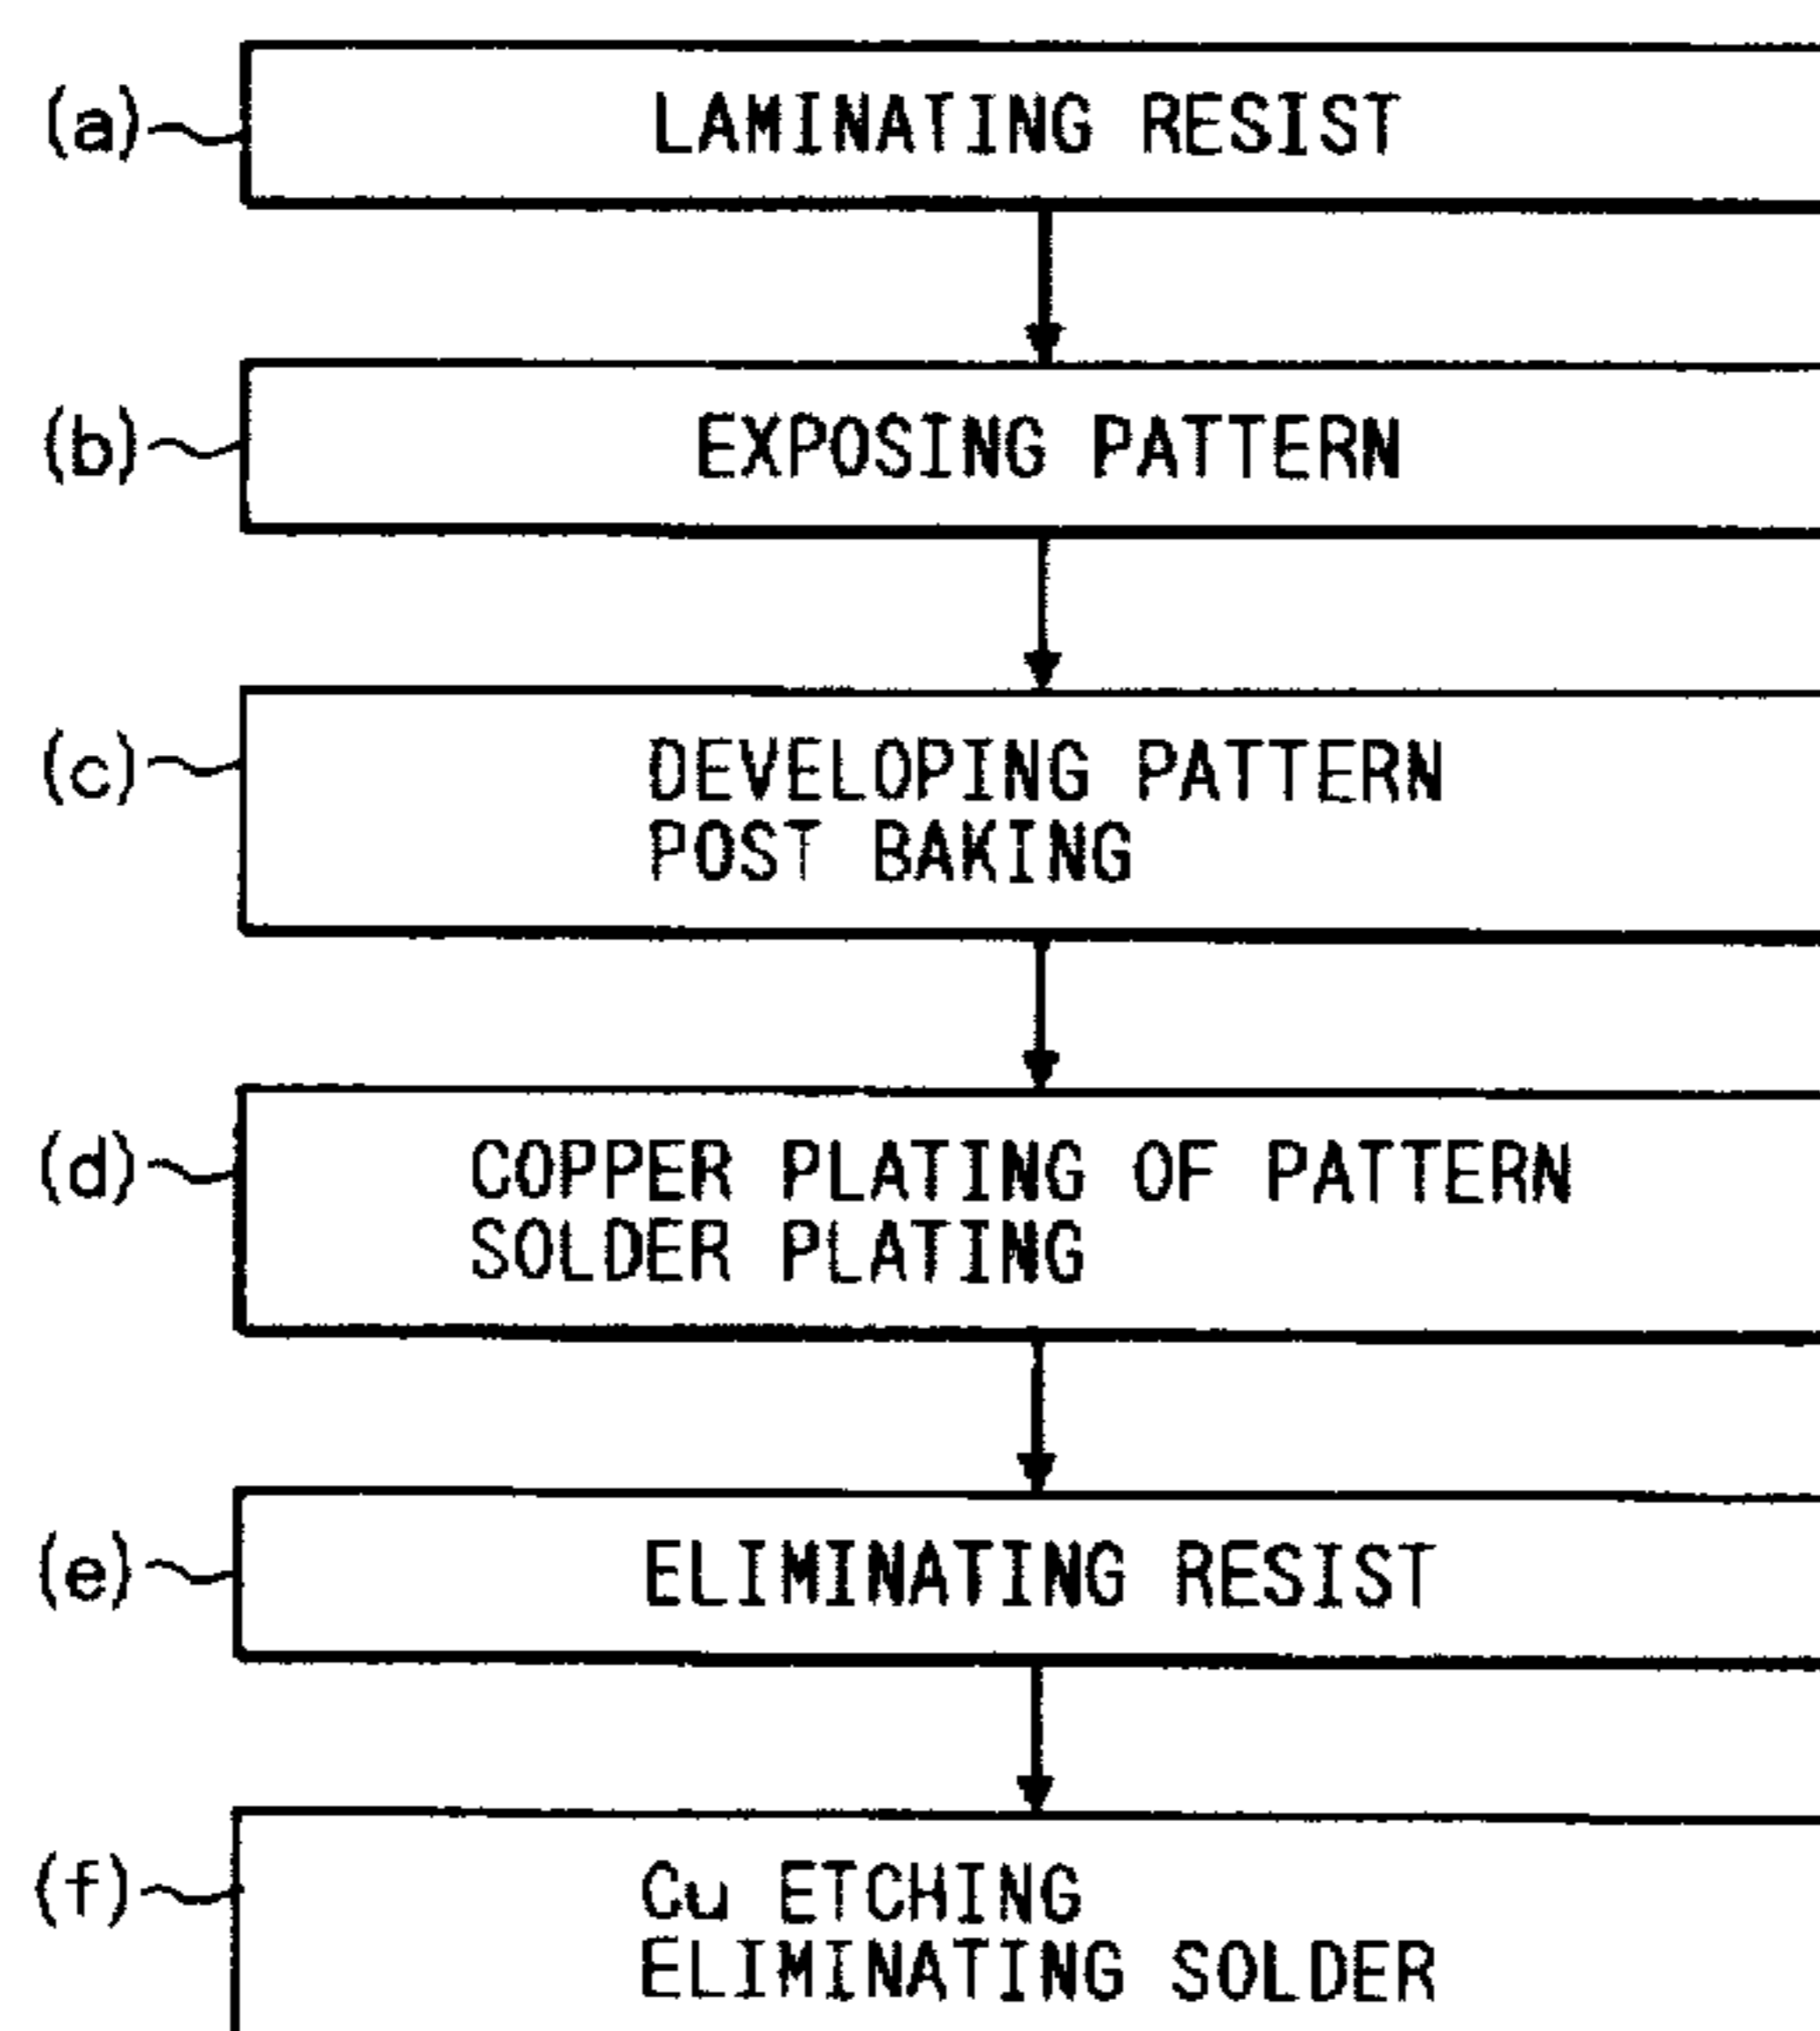 (a) LAMINATING RESIST
(b) EXPOSING PATTERN
(c) DEVELOPING PATTERN
POST BAKING
(d) COPPER PLATING OF PATTERN
SOLDER PLATING
(e) ELIMINATING RESIST
(f) Cu ETCHING
ELIMINATING SOLDER